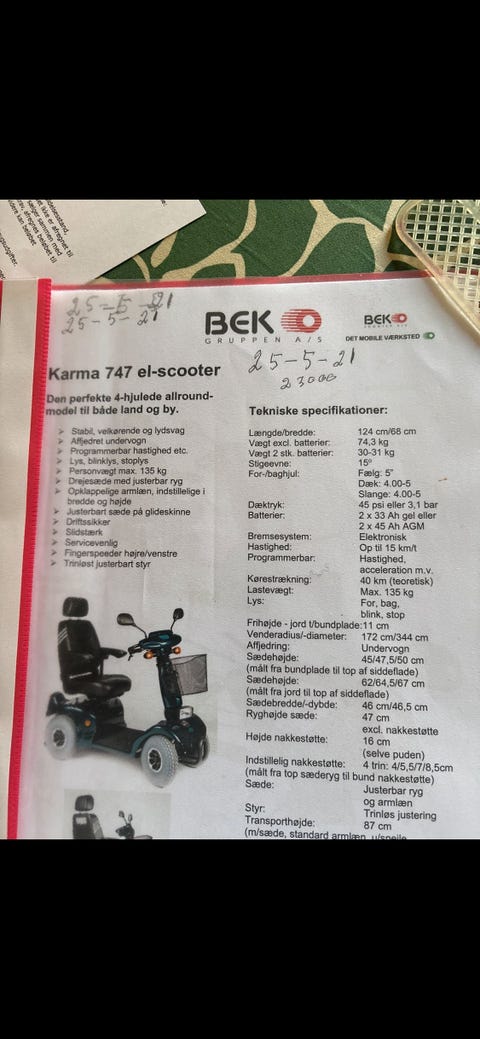 25-5-21
25-5-21
BEK
GRUPPEN A/S
BEK
DET MOBILE VÆRKSTED
25-5-21
23000
Karma 747 el-scooter
Den perfekte 4-hjulede allround-
model til både land og by.
Stabil, velkørende og lydsvag
Affjedret undervogn
Programmerbar hastighed etc.
Lys, blinklys, stoplys
Personvægt max. 135 kg
Drejesæde med justerbar ryg
Opklappelige armlæn, indstillelige i
bredde og højde
Justerbart sæde på glideskinne
Driftssikker
Slidstærk
Servicevenlig
Fingerspeeder højre/venstre
Trinløst justerbart styr
Tekniske specifikationer:
Længde/bredde: 124 cm/68 cm
Vægt excl. batterier: 74,3 kg
Vægt 2 stk. batterier: 30-31 kg
Stigeevne: 15º
For-/baghjul: Fælg: 5"
Dæk: 4.00-5
Slange: 4.00-5
Dæktryk: 45 psi eller 3,1 bar
Batterier: 2 x 33 Ah gel eller
2 x 45 Ah AGM
Bremsesystem: Elektronisk
Hastighed: Op til 15 km/t
Programmerbar: Hastighed,
acceleration m.v.
Kørestrækning: 40 km (teoretisk)
Lastevægt: Max. 135 kg
Lys: For, bag,
blink, stop
Frihøjde - jord t/bundplade: 11 cm
Venderadius/-diameter: 172 cm/344 cm
Affjedring: Undervogn
Sædehøjde: 45/47,5/50 cm
(målt fra bundplade til top af siddeflade)
Sædehøjde: 62/64,5/67 cm
(målt fra jord til top af siddeflade)
Sædebredde/-dybde: 46 cm/46,5 cm
Ryghøjde sæde: 47 cm
excl. nakkestøtte
Højde nakkestøtte: 16 cm
(selve puden)
Indstillelig nakkestøtte: 4 trin: 4/5,5/7/8,5cm
(målt fra top sæderyg til bund nakkestøtte)
Sæde: Justerbar ryg
og armlæn
Styr: Trinløs justering
Transporthøjde: 87 cm
(m/sæde, standard armlæn, u/spejle